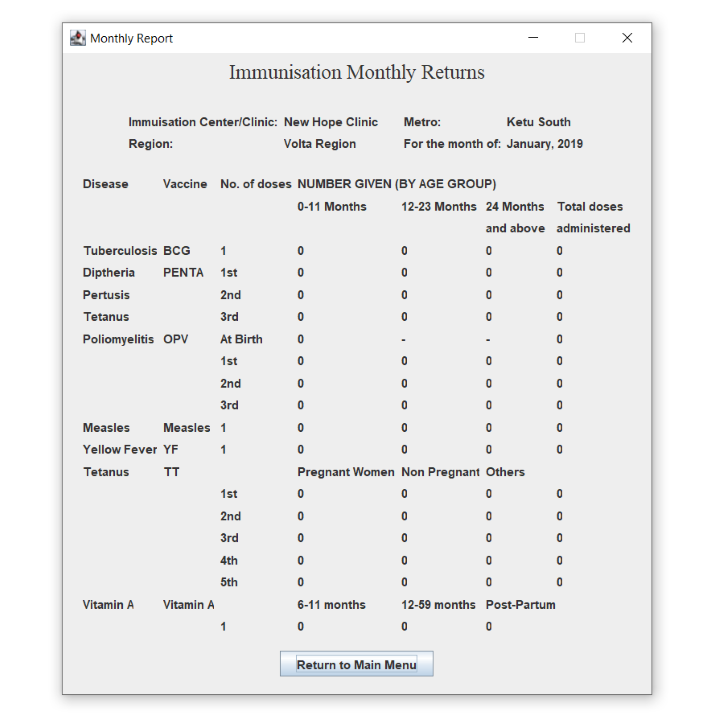 Monthly Report
Immunisation Monthly Returns
Immuisation Center/Clinic: New Hope Clinic Metro: Ketu South
Region: Volta Region For the month of: January, 2019
Disease Vaccine No. of doses NUMBER GIVEN (BY AGE GROUP)
0-11 Months 12-23 Months 24 Months Total doses
and above administered
Tuberculosis BCG 1 0 0 0 0
Diptheria PENTA 1st 0 0 0 0
Pertusis 2nd 0 0 0 0
Tetanus 3rd 0 0 0 0
Poliomyelitis OPV At Birth 0 - - 0
1st 0 0 0 0
2nd 0 0 0 0
3rd 0 0 0 0
Measles Measles 1 0 0 0 0
Yellow Fever YF 1 0 0 0 0
Tetanus TT Pregnant Women Non Pregnant Others
1st 0 0 0 0
2nd 0 0 0 0
3rd 0 0 0 0
4th 0 0 0 0
5th 0 0 0 0
Vitamin A Vitamin A 6-11 months 12-59 months Post-Partum
1 0 0 0
Return to Main Menu